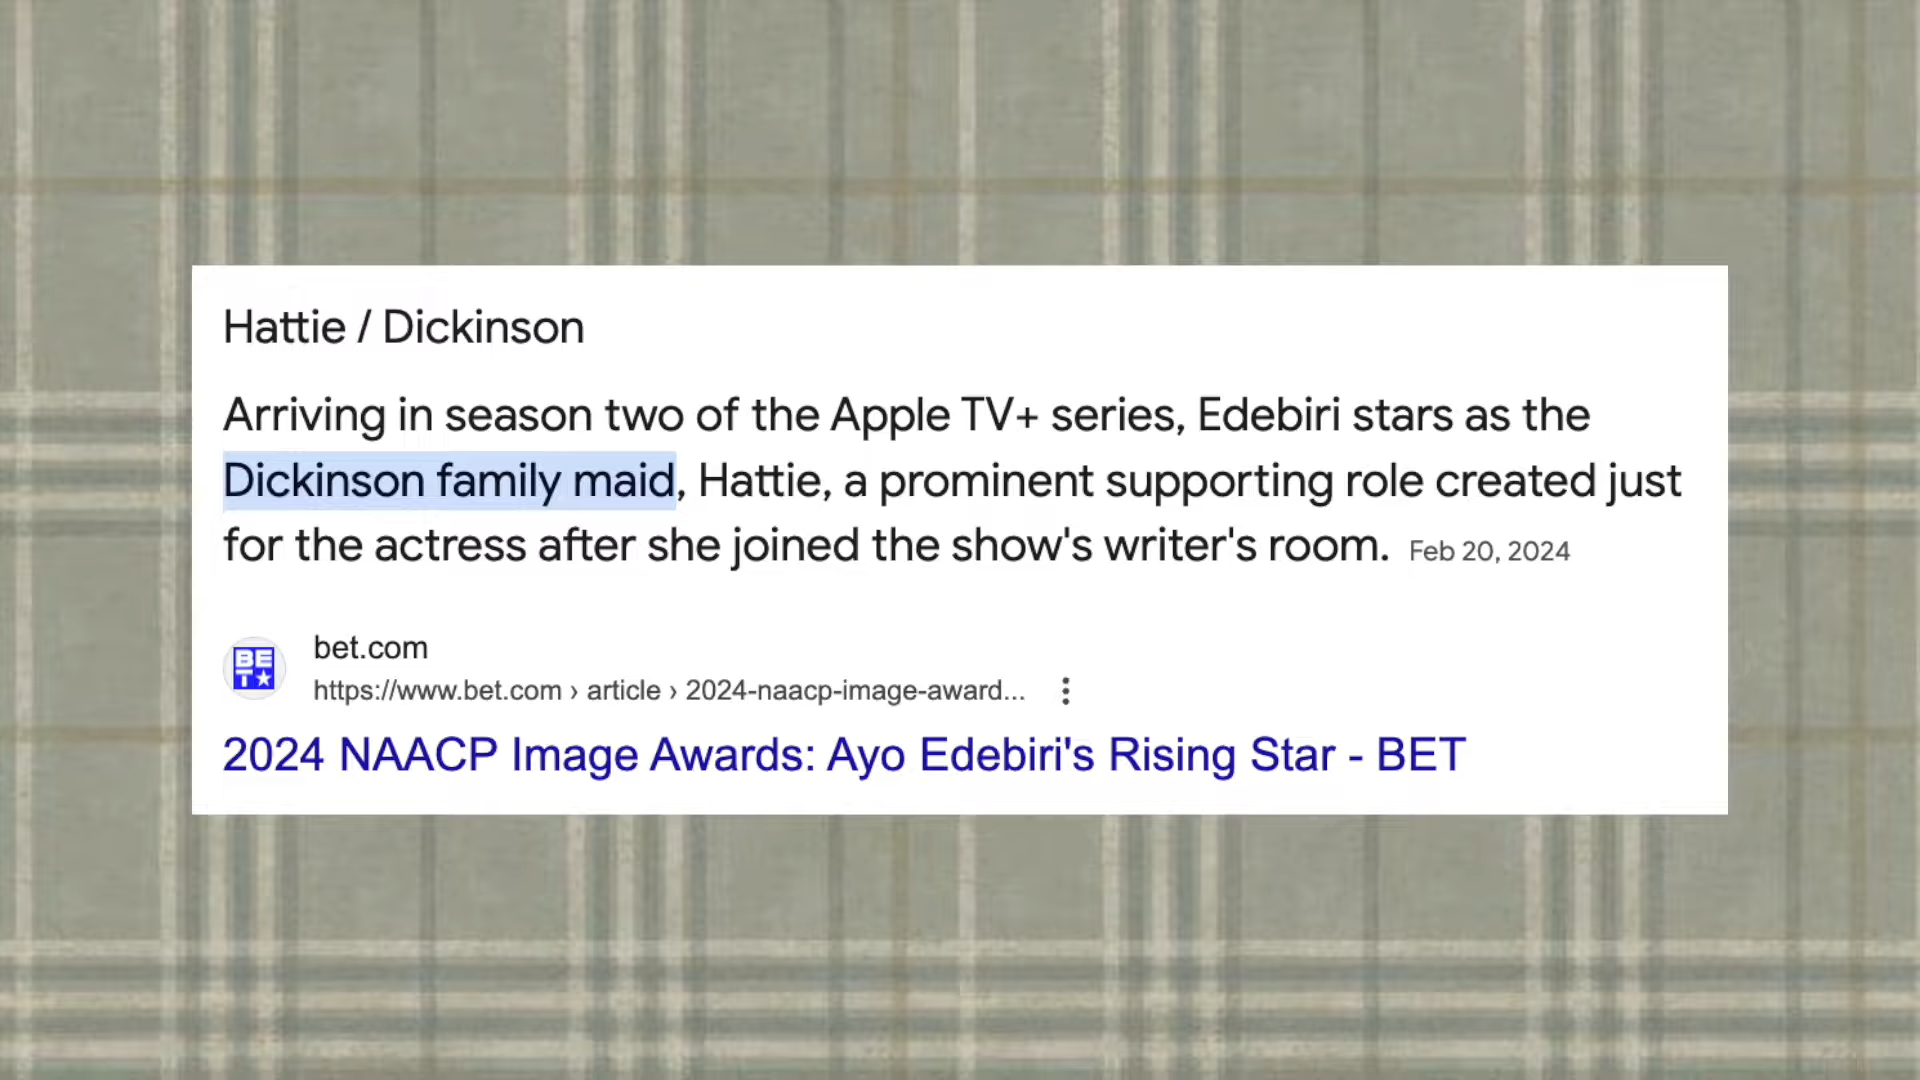 Hattie / Dickinson
Arriving in season two of the Apple TV+ series, Edebiri stars as the
Dickinson family maid, Hattie, a prominent supporting role created just
for the actress after she joined the show's writer's room. Feb 20, 2024
BE
T★
bet.com
https://www.bet.com › article › 2024-naacp-image-award...
2024 NAACP Image Awards: Ayo Edebiri's Rising Star - BET